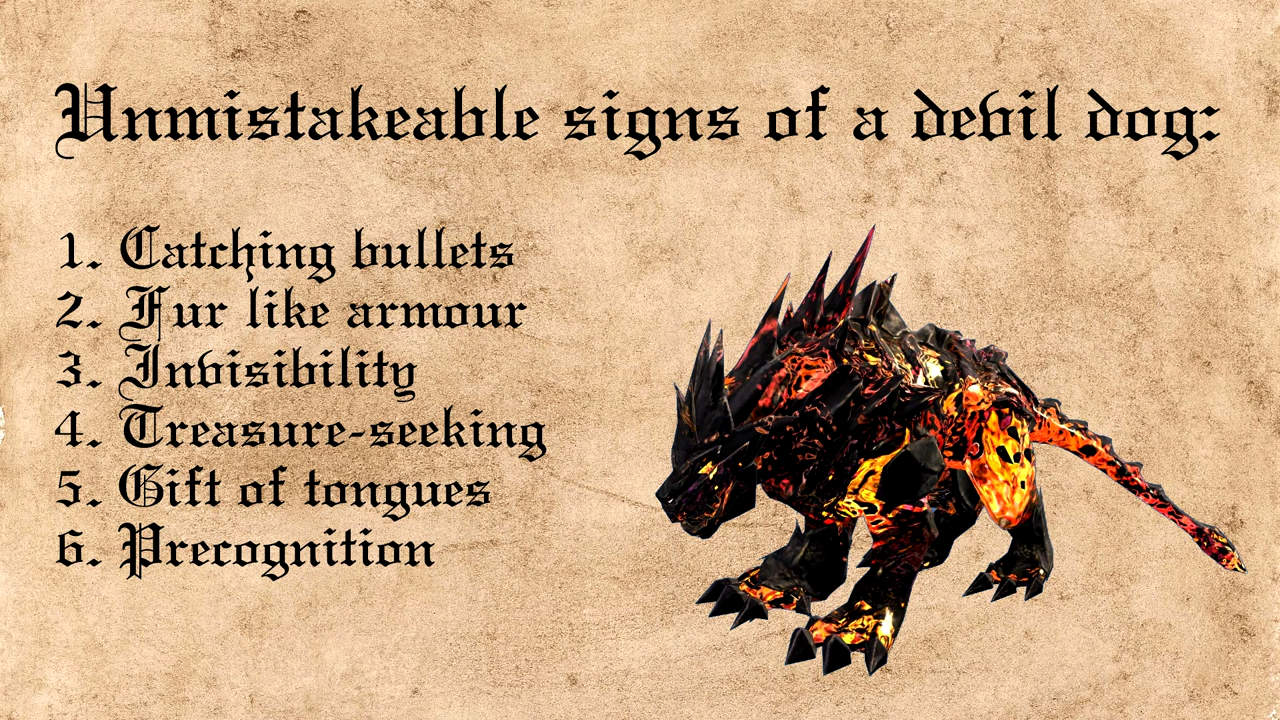 Unmistakeable signs of a devil dog:
1. Catching bullets
2. Fur like armour
3. Invisibility
4. Treasure-seeking
5. Gift of tongues
6. Precognition